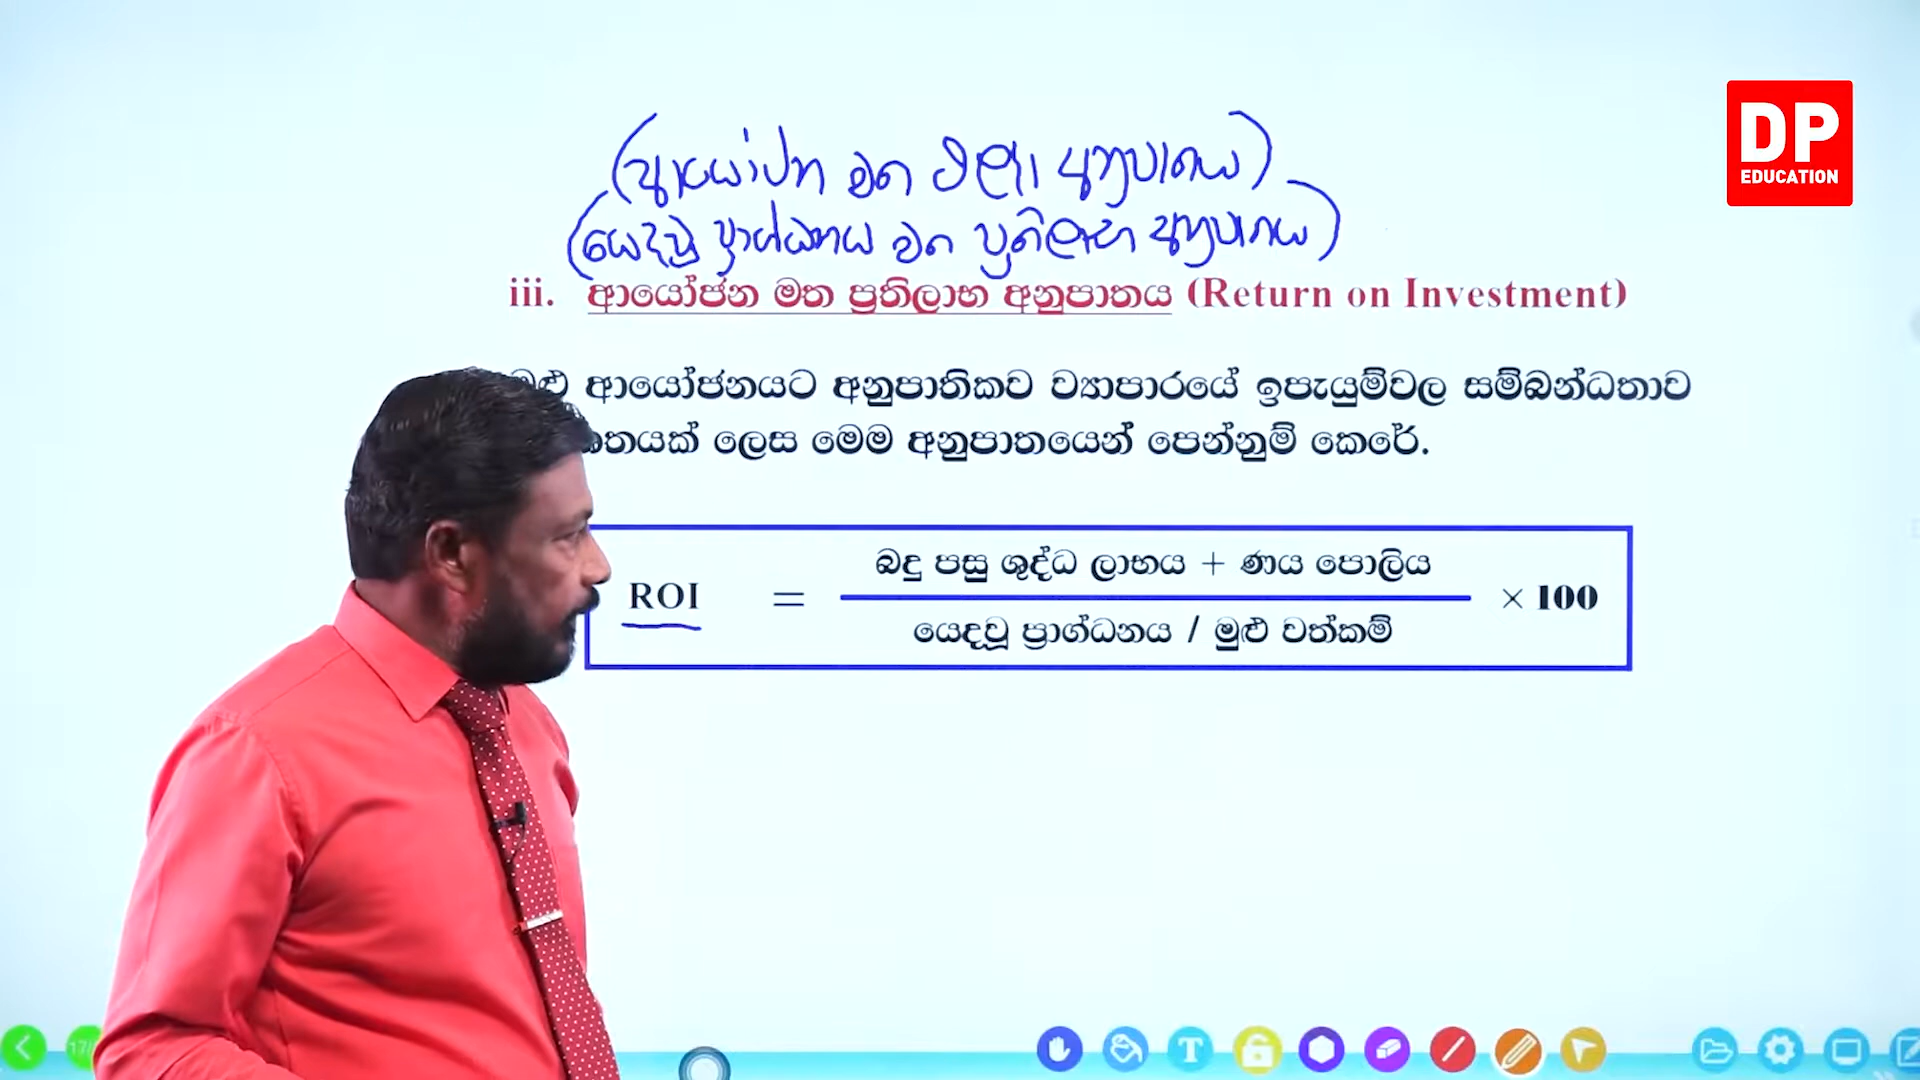 DP
EDUCATION
(ආයෝජන මත ඵලදා අනුපාතය)
(යෙදවූ ප්‍රාග්ධනය මත ප්‍රතිලාභ අනුපාතය)
iii. ආයෝජන මත ප්‍රතිලාභ අනුපාතය (Return on Investment)
ආයෝජනයට අනුපාතිකව ව්‍යාපාරයේ ඉපැයුම්වල සම්බන්ධතාව
ලෙස මෙම අනුපාතයෙන් පෙන්නුම් කෙරේ.
බදු පසු ශුද්ධ ලාභය + ණය පොලිය
ROI = × 100
යෙදවූ ප්‍රාග්ධනය / මුළු වත්කම්